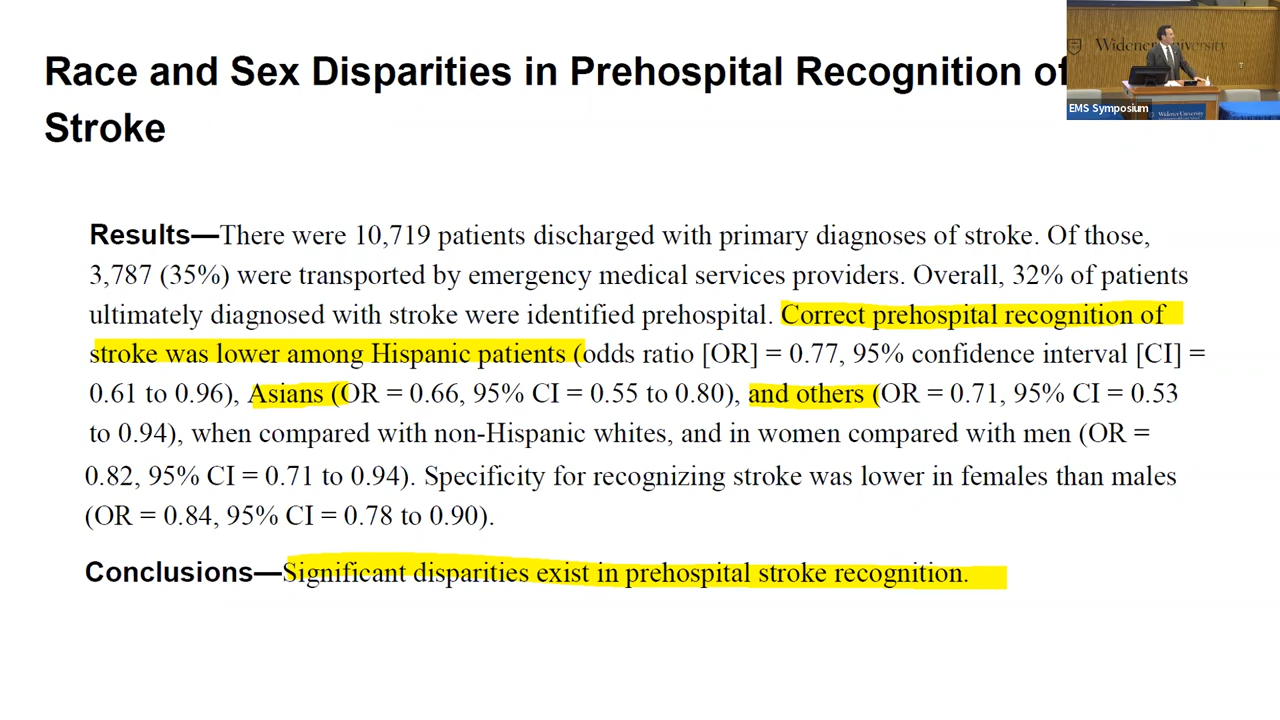 Race and Sex Disparities in Prehospital Recognition of
Stroke
Widener University
EMS Symposium
Widener University
Results—There were 10,719 patients discharged with primary diagnoses of stroke. Of those,
3,787 (35%) were transported by emergency medical services providers. Overall, 32% of patients
ultimately diagnosed with stroke were identified prehospital. Correct prehospital recognition of
stroke was lower among Hispanic patients (odds ratio [OR] = 0.77, 95% confidence interval [CI] =
0.61 to 0.96), Asians (OR = 0.66, 95% CI = 0.55 to 0.80), and others (OR = 0.71, 95% CI = 0.53
to 0.94), when compared with non-Hispanic whites, and in women compared with men (OR =
0.82, 95% CI = 0.71 to 0.94). Specificity for recognizing stroke was lower in females than males
(OR = 0.84, 95% CI = 0.78 to 0.90).
Conclusions—Significant disparities exist in prehospital stroke recognition.